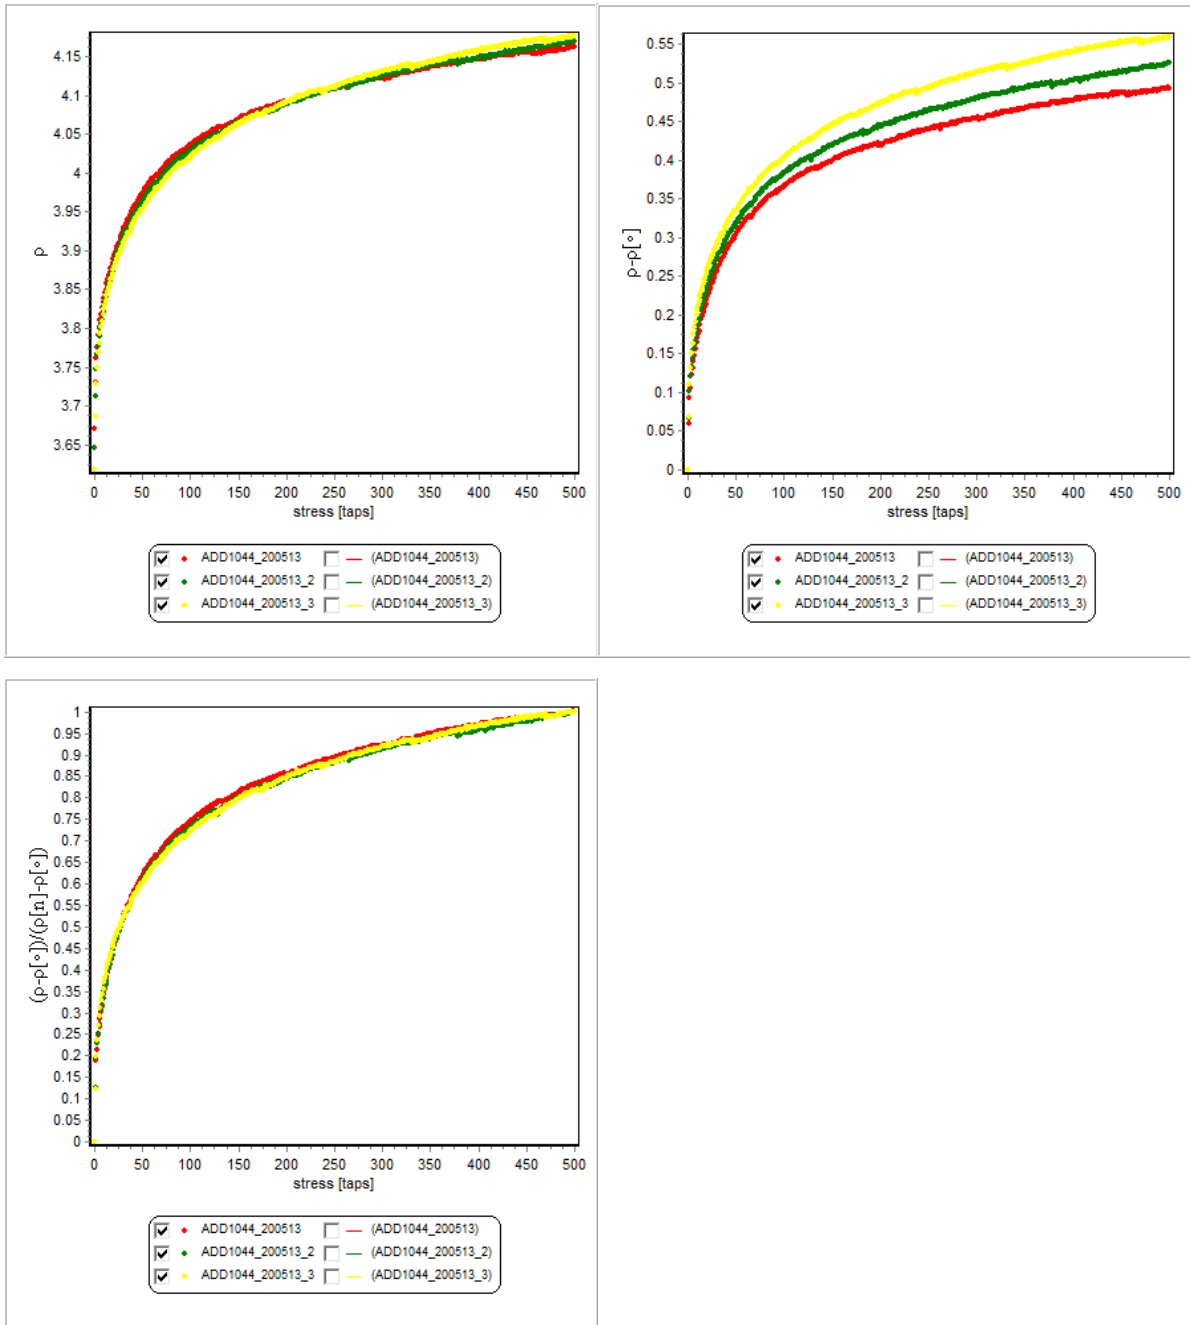 4.15
4.1
4.05
4
3.95
3.9
3.85
3.8
3.75
3.7
3.65
ρ
0 50 100 150 200 250 300 350 400 450 500
stress [taps]
ADD1044_200513 (ADD1044_200513)
ADD1044_200513_2 (ADD1044_200513_2)
ADD1044_200513_3 (ADD1044_200513_3)
0.55
0.5
0.45
0.4
0.35
0.3
0.25
0.2
0.15
0.1
0.05
0
ρ-ρ[°]
0 50 100 150 200 250 300 350 400 450 500
stress [taps]
ADD1044_200513 (ADD1044_200513)
ADD1044_200513_2 (ADD1044_200513_2)
ADD1044_200513_3 (ADD1044_200513_3)
1
0.95
0.9
0.85
0.8
0.75
0.7
0.65
0.6
0.55
0.5
0.45
0.4
0.35
0.3
0.25
0.2
0.15
0.1
0.05
0
(ρ-ρ[°])/(ρ[n]-ρ[°])
0 50 100 150 200 250 300 350 400 450 500
stress [taps]
ADD1044_200513 (ADD1044_200513)
ADD1044_200513_2 (ADD1044_200513_2)
ADD1044_200513_3 (ADD1044_200513_3)